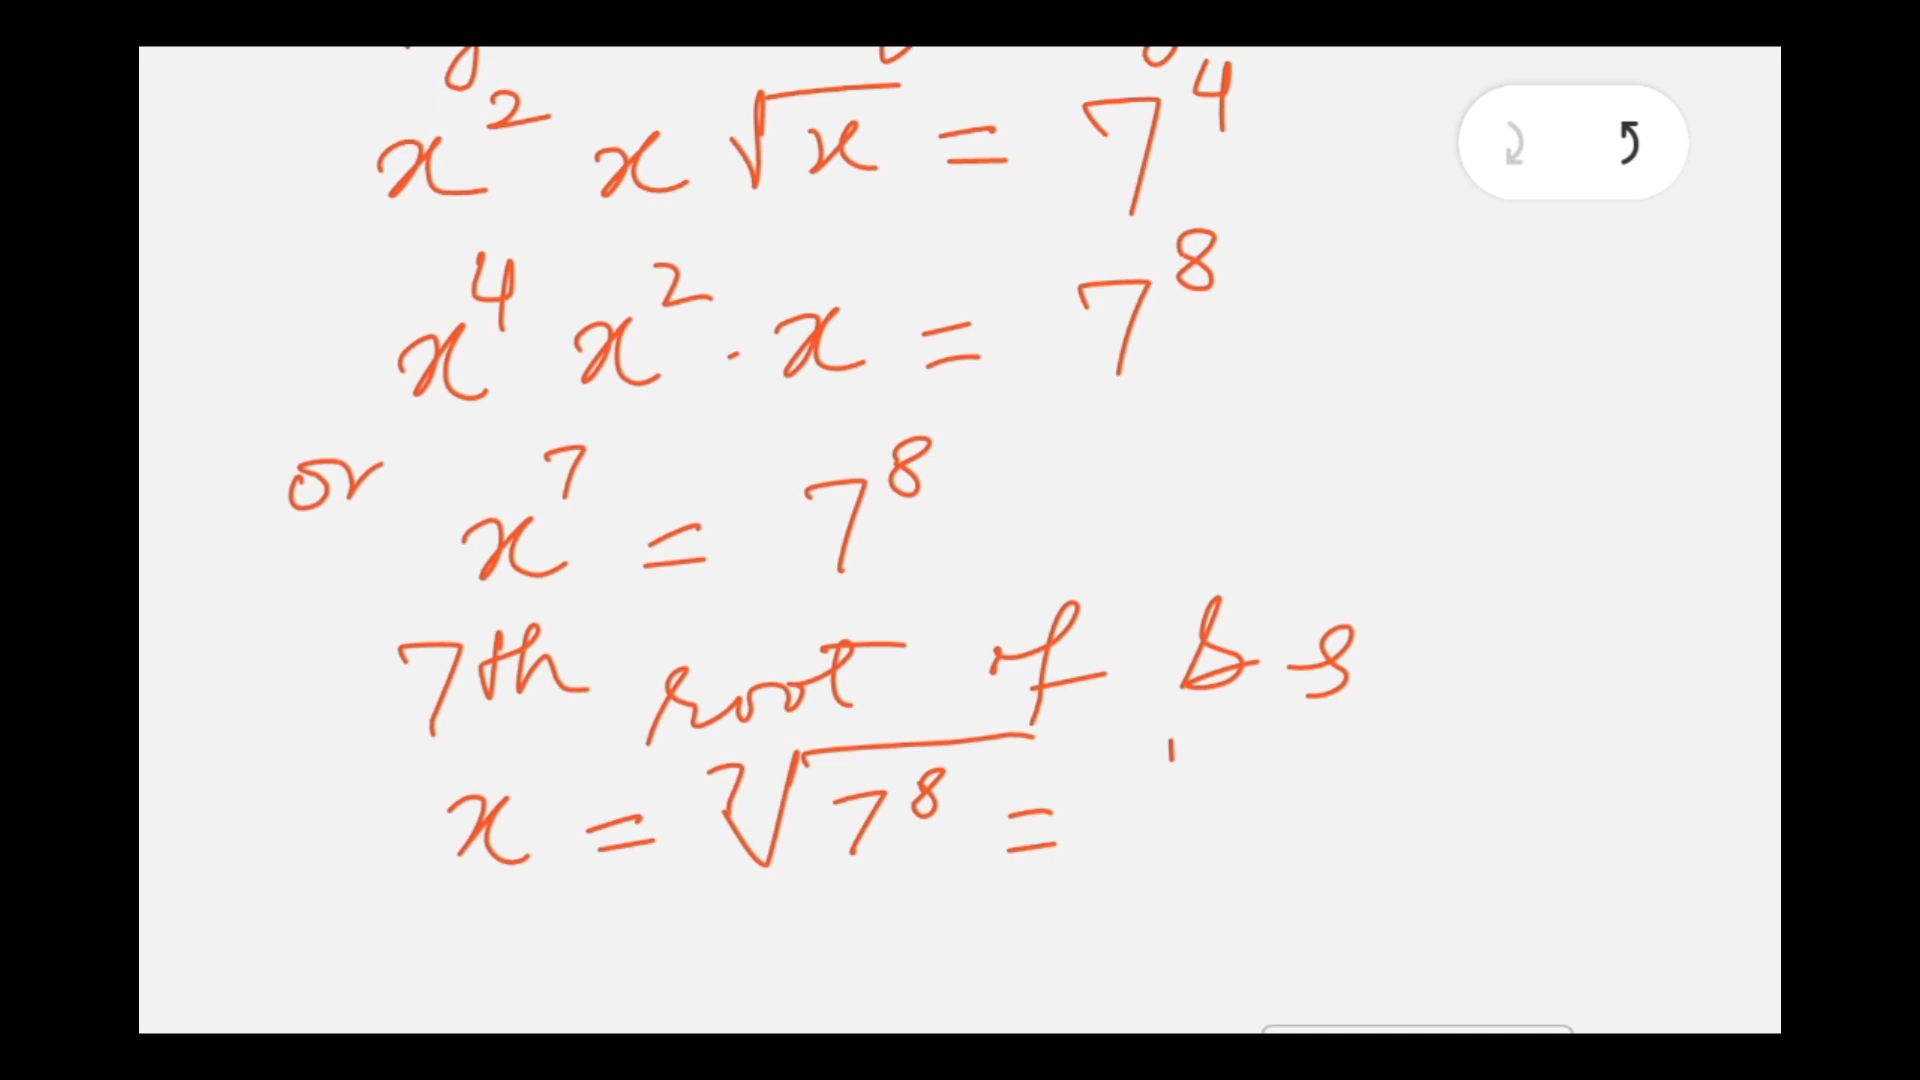 x² x √x = 7⁴
x⁴ x² · x = 7⁸
or x⁷ = 7⁸
7th root of b s
x = ⁷√7⁸ =